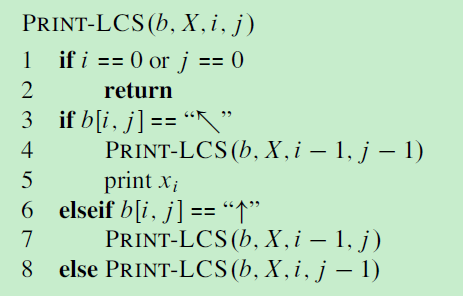 PRINT-LCS(b, X, i, j)
1 if i == 0 or j == 0
2 return
3 if b[i, j] == “↖”
4 PRINT-LCS(b, X, i − 1, j − 1)
5 print xᵢ
6 elseif b[i, j] == “↑”
7 PRINT-LCS(b, X, i − 1, j)
8 else PRINT-LCS(b, X, i, j − 1)